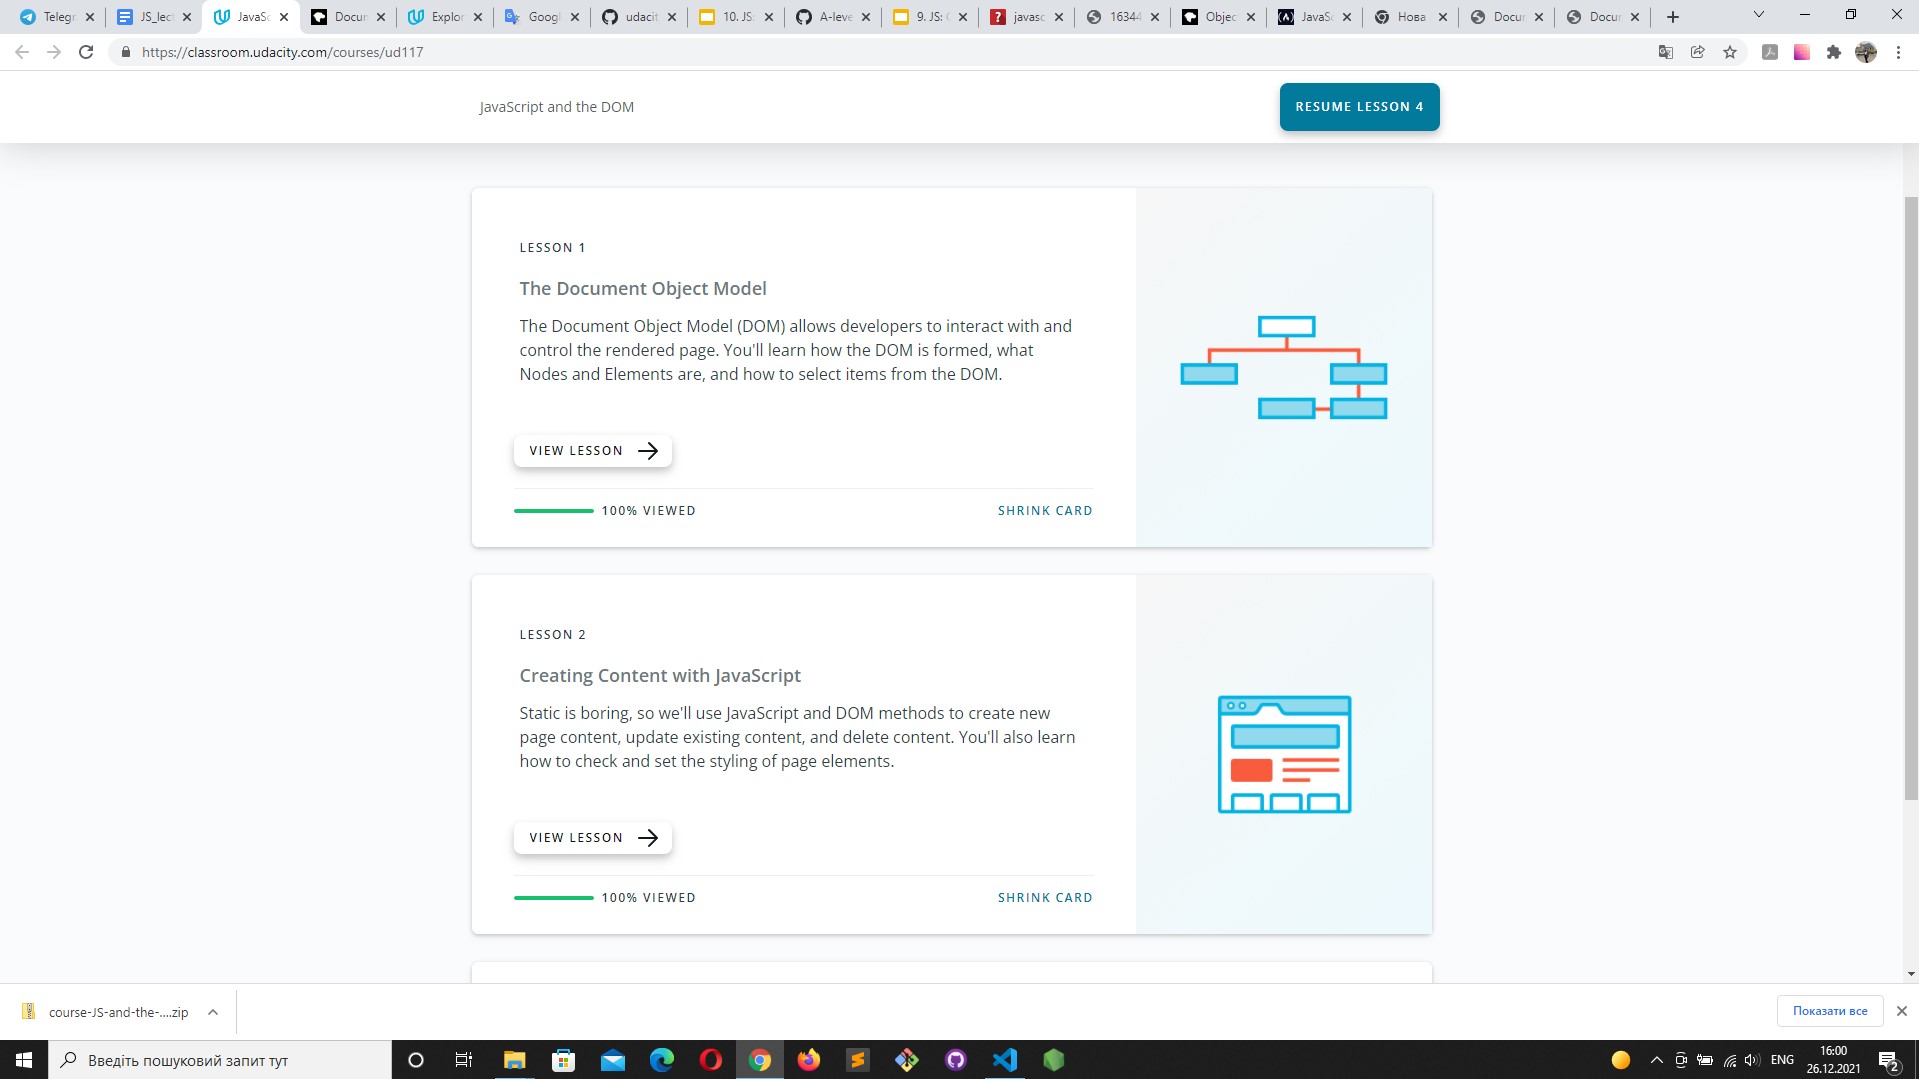 Telegr
JS_lect
JavaSc
Docum
Explor
Googl
udacit
10. JS:
A-leve
9. JS: C
javasc
16344
Objec
JavaSc
Нова
Docur
Docur
https://classroom.udacity.com/courses/ud117
JavaScript and the DOM
RESUME LESSON 4
LESSON 1
The Document Object Model
The Document Object Model (DOM) allows developers to interact with and
control the rendered page. You'll learn how the DOM is formed, what
Nodes and Elements are, and how to select items from the DOM.
VIEW LESSON
100% VIEWED
SHRINK CARD
LESSON 2
Creating Content with JavaScript
Static is boring, so we'll use JavaScript and DOM methods to create new
page content, update existing content, and delete content. You'll also learn
how to check and set the styling of page elements.
VIEW LESSON
100% VIEWED
SHRINK CARD
course-JS-and-the-....zip
Показати все
Введіть пошуковий запит тут
ENG
16:00
26.12.2021
2